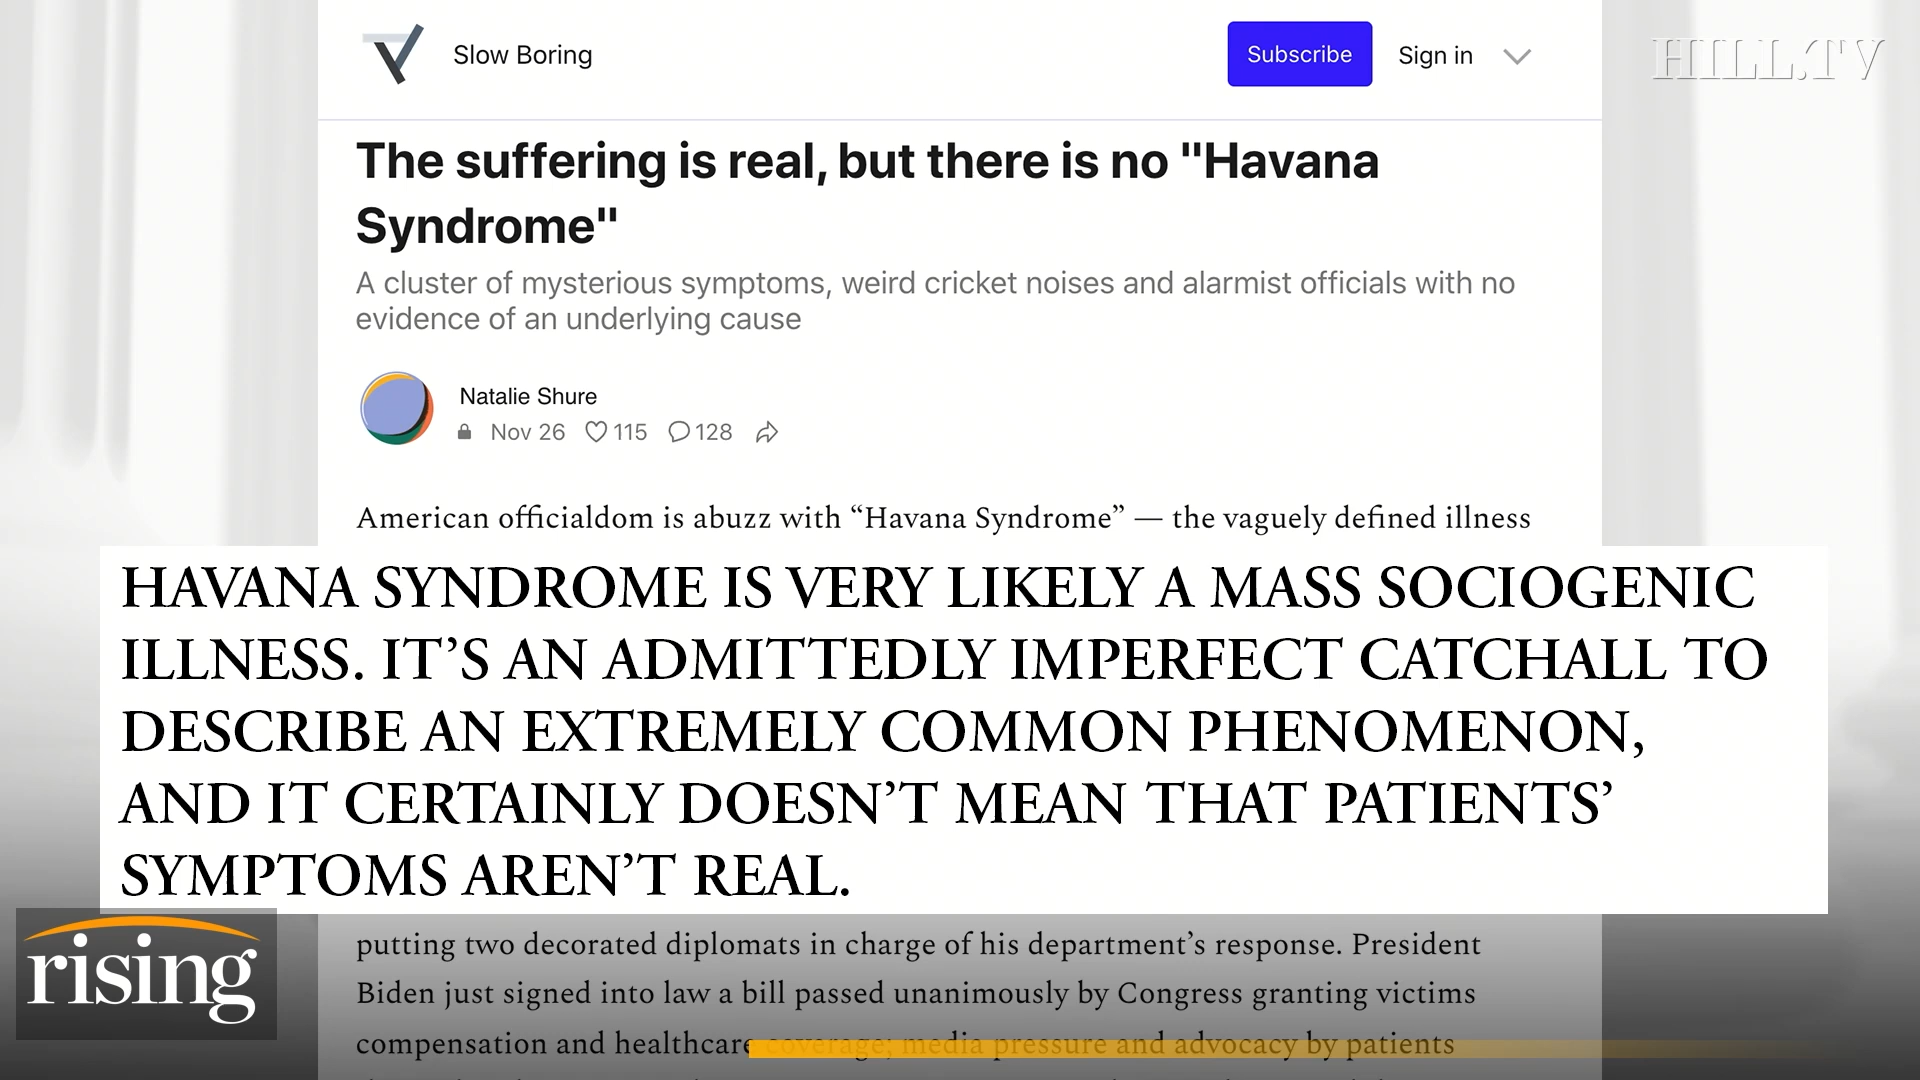 Slow Boring
Subscribe
Sign in
HILL.TV
The suffering is real, but there is no "Havana
Syndrome"
A cluster of mysterious symptoms, weird cricket noises and alarmist officials with no
evidence of an underlying cause
Natalie Shure
Nov 26 115 128
American officialdom is abuzz with “Havana Syndrome” — the vaguely defined illness
HAVANA SYNDROME IS VERY LIKELY A MASS SOCIOGENIC
ILLNESS. IT’S AN ADMITTEDLY IMPERFECT CATCHALL TO
DESCRIBE AN EXTREMELY COMMON PHENOMENON,
AND IT CERTAINLY DOESN’T MEAN THAT PATIENTS’
SYMPTOMS AREN’T REAL.
rising
putting two decorated diplomats in charge of his department’s response. President
Biden just signed into law a bill passed unanimously by Congress granting victims
compensation and healthcare coverage; media pressure and advocacy by patients